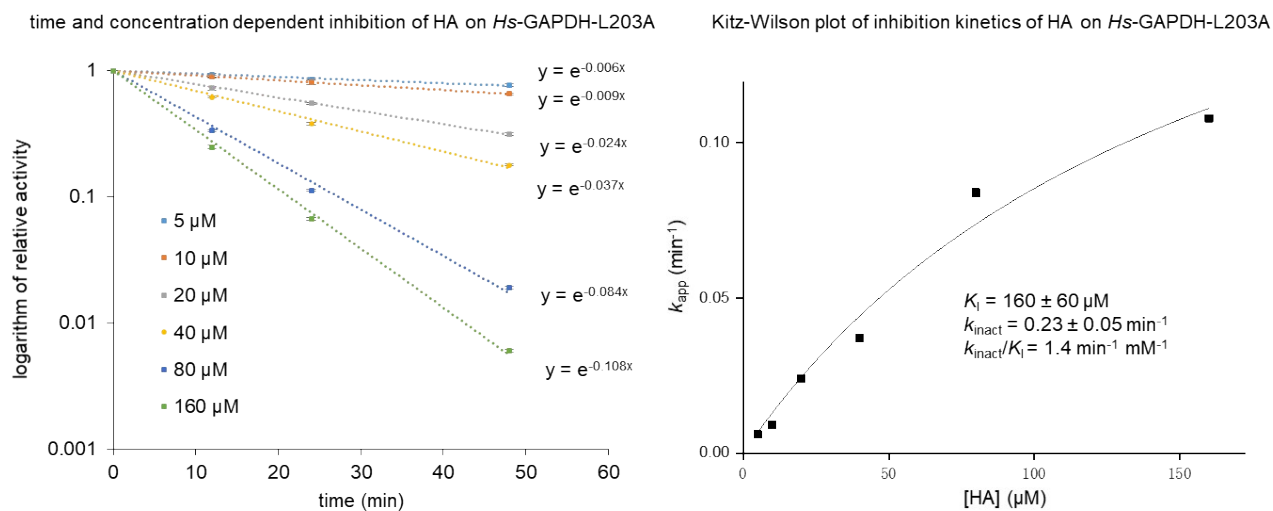 time and concentration dependent inhibition of HA on Hs-GAPDH-L203A
1
0.1
0.01
0.001
0
10
20
30
40
50
60
logarithm of relative activity
time (min)
y = e-0.006x
y = e-0.009x
y = e-0.024x
y = e-0.037x
y = e-0.084x
y = e-0.108x
5 µM
10 µM
20 µM
40 µM
80 µM
160 µM
Kitz-Wilson plot of inhibition kinetics of HA on Hs-GAPDH-L203A
0.10
0.05
0.00
0
50
100
150
kapp (min-1)
[HA] (µM)
KI = 160 ± 60 µM
kinact = 0.23 ± 0.05 min-1
kinact/KI = 1.4 min-1 mM-1